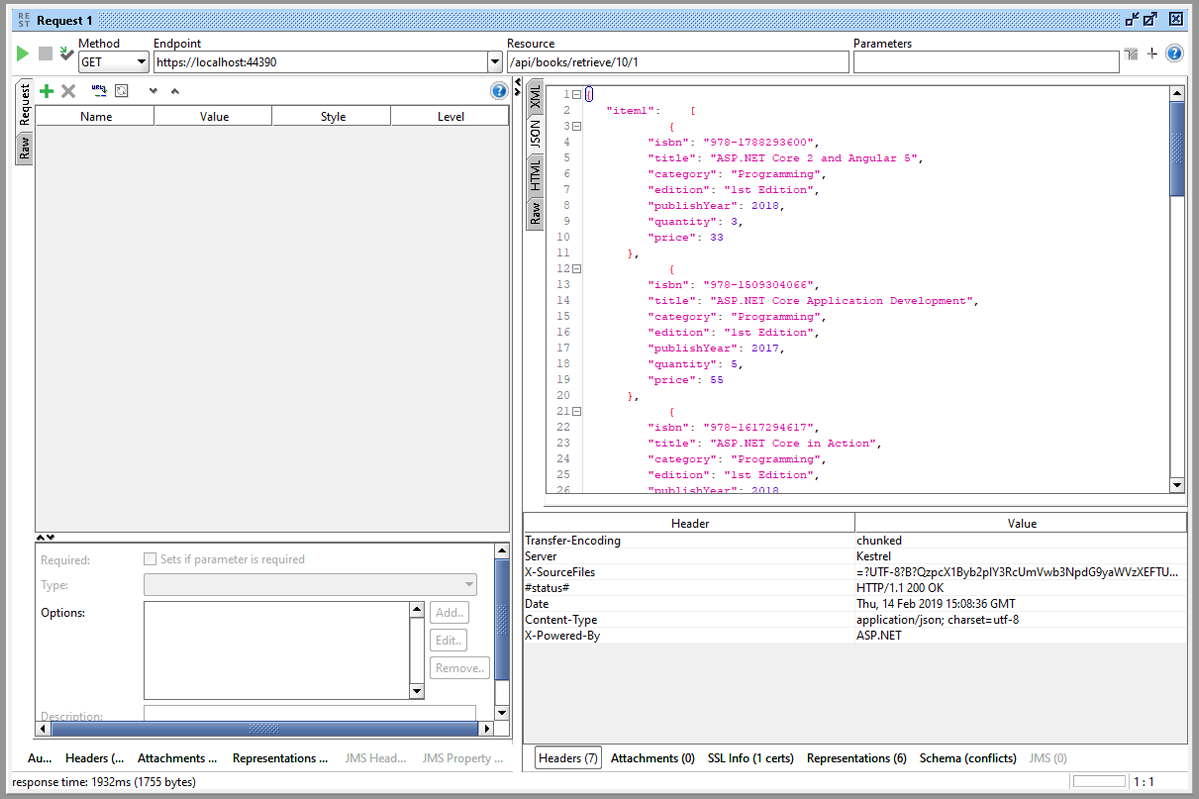 RE
ST
Request 1
Method
Endpoint
Resource
Parameters
GET
https://localhost:44390
/api/books/retrieve/10/1
Request
Raw
Name Value Style Level
XML
JSON
HTML
Raw
1 {
2 "item1": [
3 {
4 "isbn": "978-1788293600",
5 "title": "ASP.NET Core 2 and Angular 5",
6 "category": "Programming",
7 "edition": "1st Edition",
8 "publishYear": 2018,
9 "quantity": 3,
10 "price": 33
11 },
12 {
13 "isbn": "978-1509304066",
14 "title": "ASP.NET Core Application Development",
15 "category": "Programming",
16 "edition": "1st Edition",
17 "publishYear": 2017,
18 "quantity": 5,
19 "price": 55
20 },
21 {
22 "isbn": "978-1617294617",
23 "title": "ASP.NET Core in Action",
24 "category": "Programming",
25 "edition": "1st Edition",
26 "publishYear": 2018
Required: Sets if parameter is required
Type:
Options:
Add..
Edit..
Remove..
Description:
Header Value
Transfer-Encoding chunked
Server Kestrel
X-SourceFiles =?UTF-8?B?QzpcX1Byb2plY3RcUmVwb3NpdG9yaWVzXEFTU...
#status# HTTP/1.1 200 OK
Date Thu, 14 Feb 2019 15:08:36 GMT
Content-Type application/json; charset=utf-8
X-Powered-By ASP.NET
Au... Headers (... Attachments ... Representations ... JMS Head... JMS Property ...
Headers (7) Attachments (0) SSL Info (1 certs) Representations (6) Schema (conflicts) JMS (0)
response time: 1932ms (1755 bytes)
1 : 1